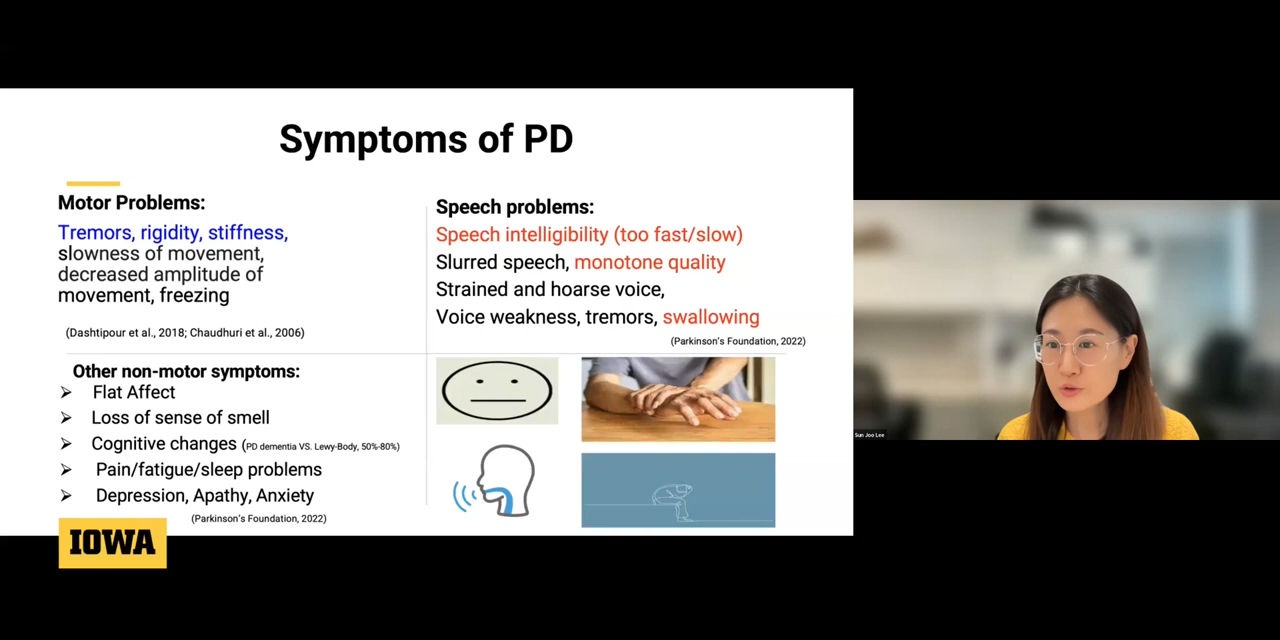 Symptoms of PD
Motor Problems:
Tremors, rigidity, stiffness,
slowness of movement,
decreased amplitude of
movement, freezing
(Dashtipour et al., 2018; Chaudhuri et al., 2006)
Speech problems:
Speech intelligibility (too fast/slow)
Slurred speech, monotone quality
Strained and hoarse voice,
Voice weakness, tremors, swallowing
(Parkinson's Foundation, 2022)
Other non-motor symptoms:
Flat Affect
Loss of sense of smell
Cognitive changes (PD dementia VS. Lewy-Body, 50%-80%)
Pain/fatigue/sleep problems
Depression, Apathy, Anxiety
(Parkinson's Foundation, 2022)
IOWA
Sun Joo Lee